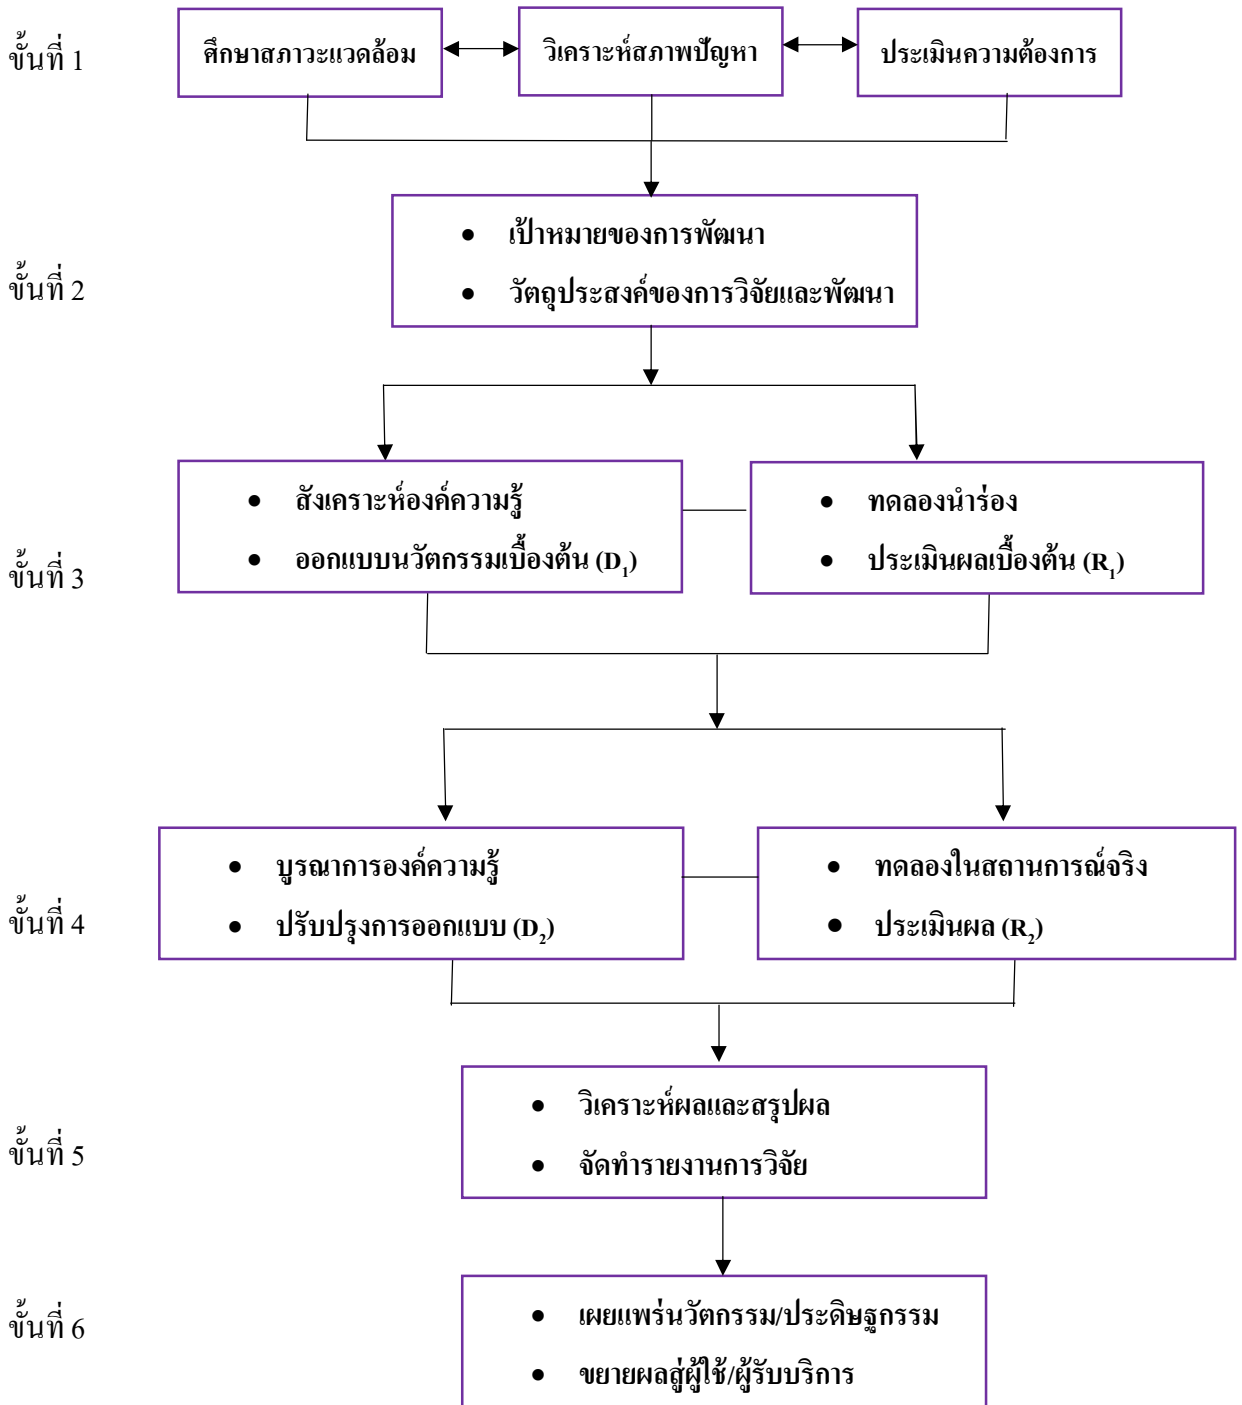 ขั้นที่ 1
ศึกษาสภาวะแวดล้อม
วิเคราะห์สภาพปัญหา
ประเมินความต้องการ
ขั้นที่ 2
• เป้าหมายของการพัฒนา
• วัตถุประสงค์ของการวิจัยและพัฒนา
ขั้นที่ 3
• สังเคราะห์องค์ความรู้
• ออกแบบนวัตกรรมเบื้องต้น (D₁)
• ทดลองนำร่อง
• ประเมินผลเบื้องต้น (R₁)
ขั้นที่ 4
• บูรณาการองค์ความรู้
• ปรับปรุงการออกแบบ (D₂)
• ทดลองในสถานการณ์จริง
• ประเมินผล (R₂)
ขั้นที่ 5
• วิเคราะห์ผลและสรุปผล
• จัดทำรายงานการวิจัย
ขั้นที่ 6
• เผยแพร่นวัตกรรม/ประดิษฐกรรม
• ขยายผลสู่ผู้ใช้/ผู้รับบริการ